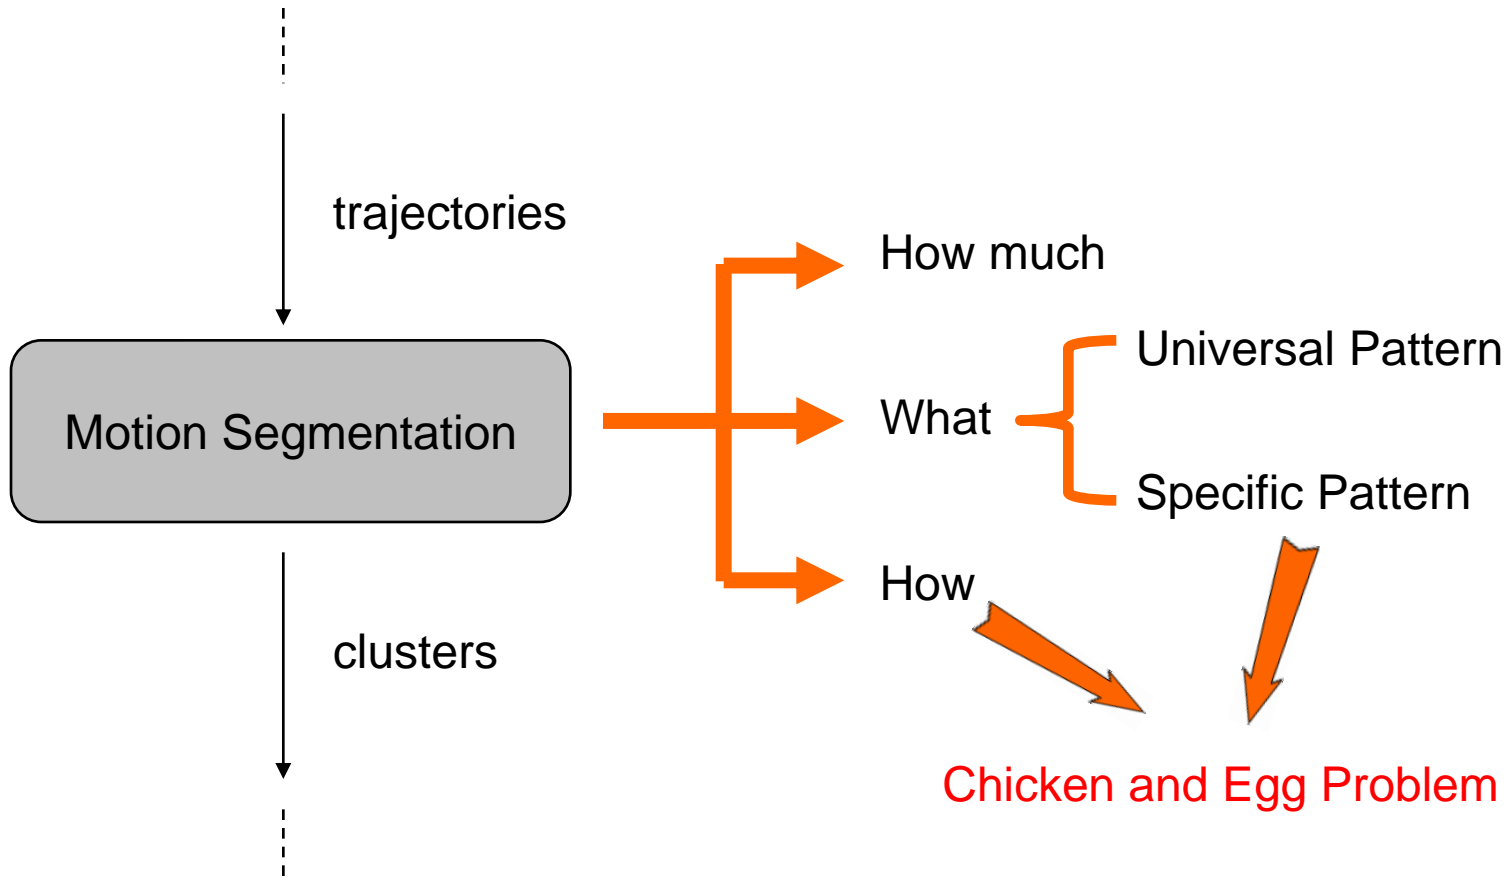 trajectories
How much
Universal Pattern
Motion Segmentation
What
Specific Pattern
How
clusters
Chicken and Egg Problem